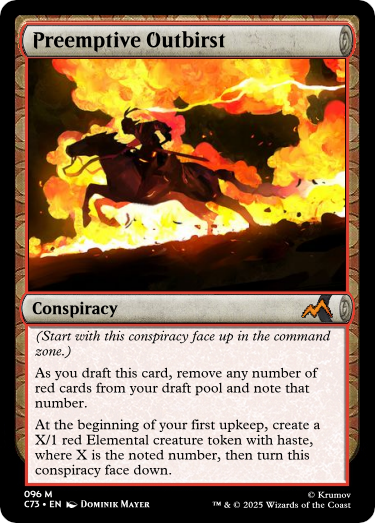 Preemptive Outbirst
Conspiracy
(Start with this conspiracy face up in the command
zone.)
As you draft this card, remove any number of
red cards from your draft pool and note that
number.
At the beginning of your first upkeep, create a
X/1 red Elemental creature token with haste,
where X is the noted number, then turn this
conspiracy face down.
096 M
C73 • EN DOMINIK MAYER
© Krumov
™ & © 2025 Wizards of the Coast